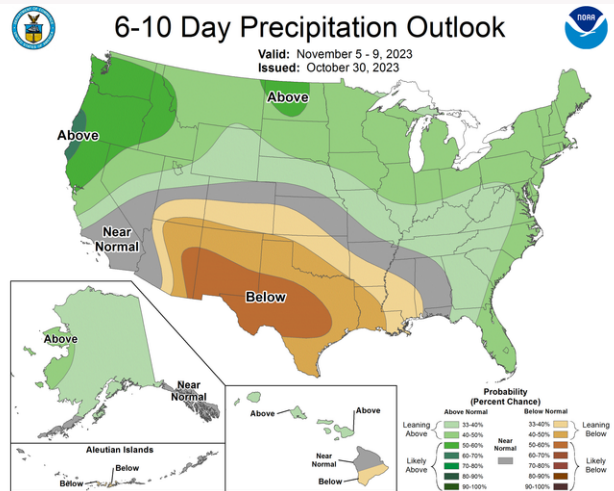 6-10 Day Precipitation Outlook
Valid: November 5 - 9, 2023
Issued: October 30, 2023
NOAA
Above
Above
Near
Normal
Below
Above
Near
Normal
Aleutian Islands
Below
Below
Above
Above
Near
Normal
Below
Probability
(Percent Chance)
Above Normal
Below Normal
Leaning
Above
33-40%
40-50%
Likely
Above
50-60%
60-70%
70-80%
80-90%
90-100%
Near
Normal
33-40%
40-50%
Leaning
Below
50-60%
60-70%
70-80%
80-90%
90-100%
Likely
Below